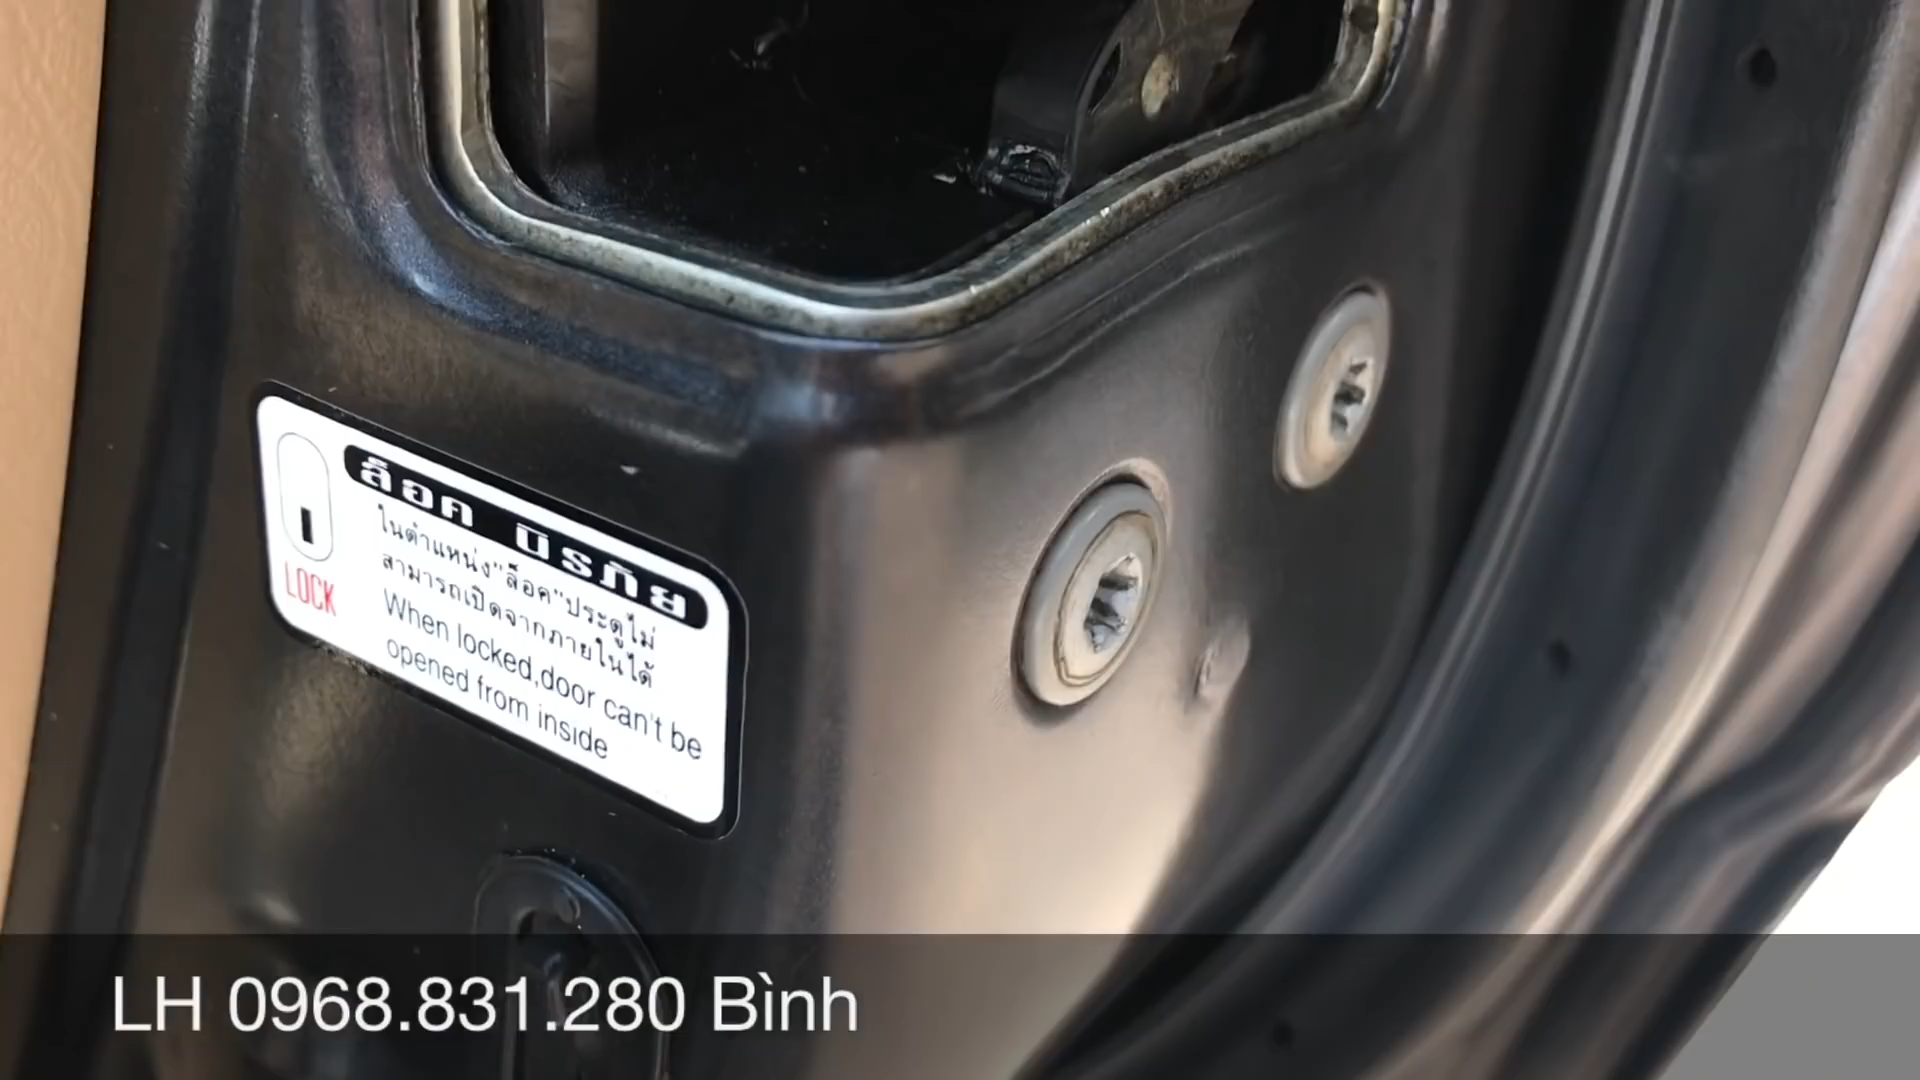 ล็อค นิรภัย
ในตำแหน่ง"ล็อค"ประตูไม่
สามารถเปิดจากภายในได้
LOCK
When locked,door can't be
opened from inside
LH 0968.831.280 Bình